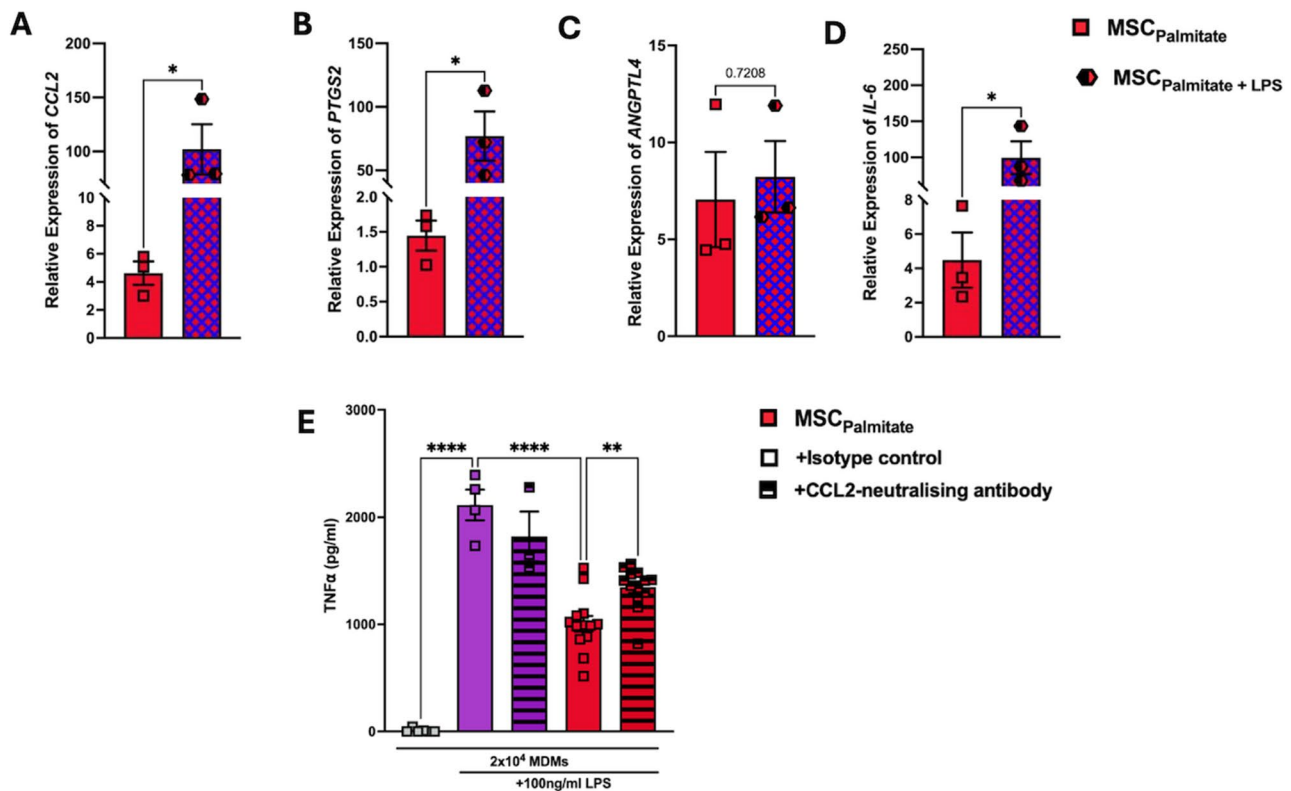 A
Relative Expression of CCL2
200
150
100
10
8
6
4
2
0
*
B
Relative Expression of PTGS2
150
100
50
2.0
1.5
1.0
0.5
0.0
*
C
Relative Expression of ANGPTL4
15
10
5
0
0.7208
D
Relative Expression of IL-6
250
200
150
100
8
6
4
2
0
*
MSCPalmitate
MSCPalmitate + LPS
E
TNFα (pg/ml)
3000
2000
1000
0
**** **** **
2x10⁴ MDMs
+100ng/ml LPS
MSCPalmitate
+Isotype control
+CCL2-neutralising antibody